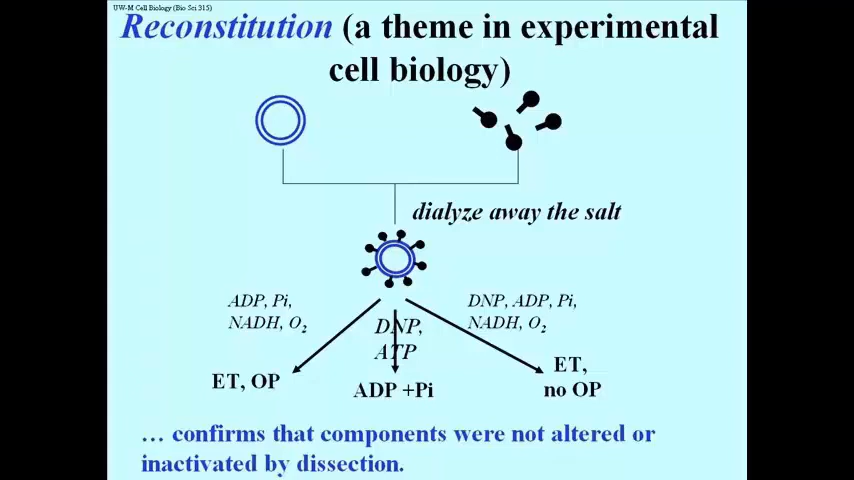 UW-M Cell Biology (Bio Sci 315)
Reconstitution (a theme in experimental
cell biology)
dialyze away the salt
ADP, Pi,
NADH, O2
DNP,
ATP
DNP, ADP, Pi,
NADH, O2
ET, OP
ADP +Pi
ET,
no OP
… confirms that components were not altered or
inactivated by dissection.